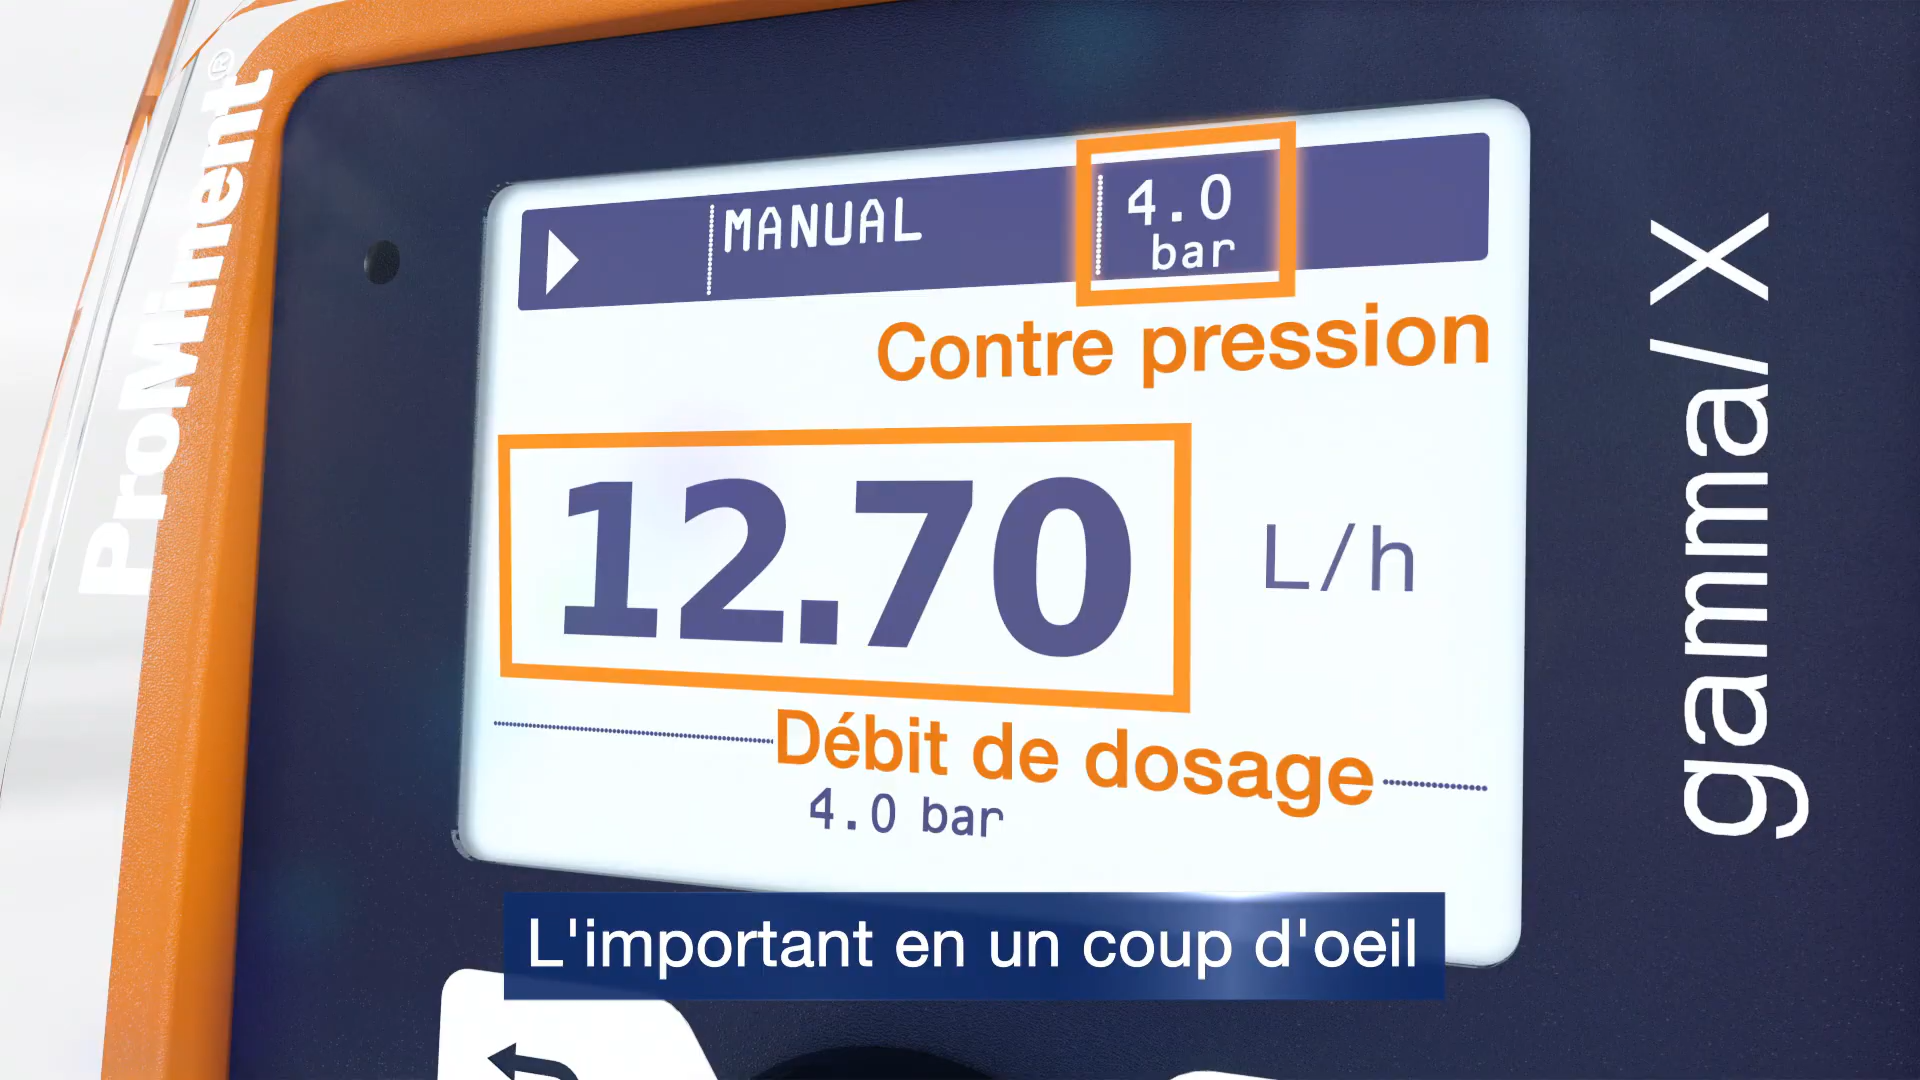 ProMinent®
MANUAL
4.0
bar
Contre pression
12.70 L/h
Débit de dosage
4.0 bar
gamma/ X
L'important en un coup d'oeil